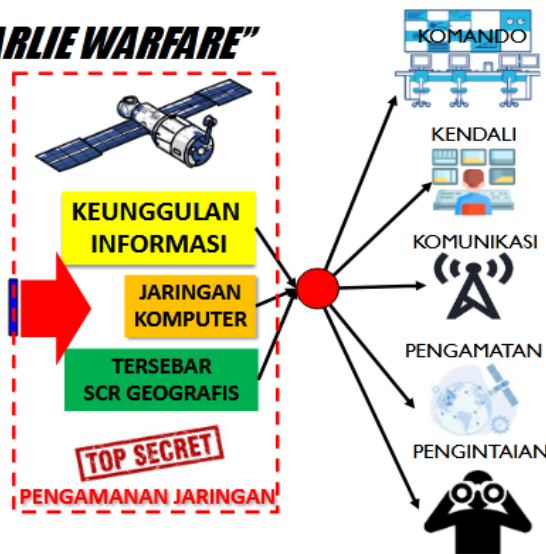 ARLIE WARFARE”
KEUNGGULAN
INFORMASI
JARINGAN
KOMPUTER
TERSEBAR
SCR GEOGRAFIS
TOP SECRET
PENGAMANAN JARINGAN
KOMANDO
KENDALI
KOMUNIKASI
PENGAMATAN
PENGINTAIAN